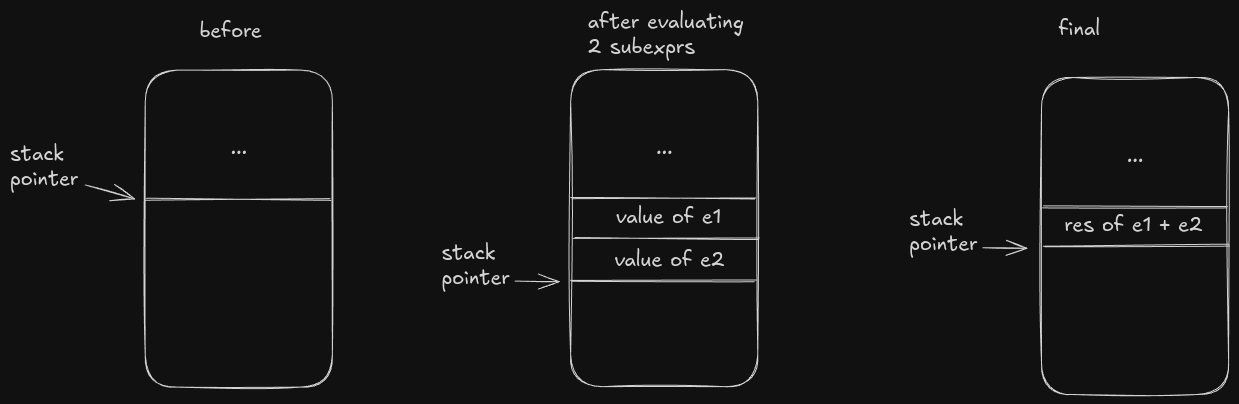 before
...
stack
pointer
after evaluating
2 subexprs
...
value of e1
value of e2
stack
pointer
final
...
res of e1 + e2
stack
pointer